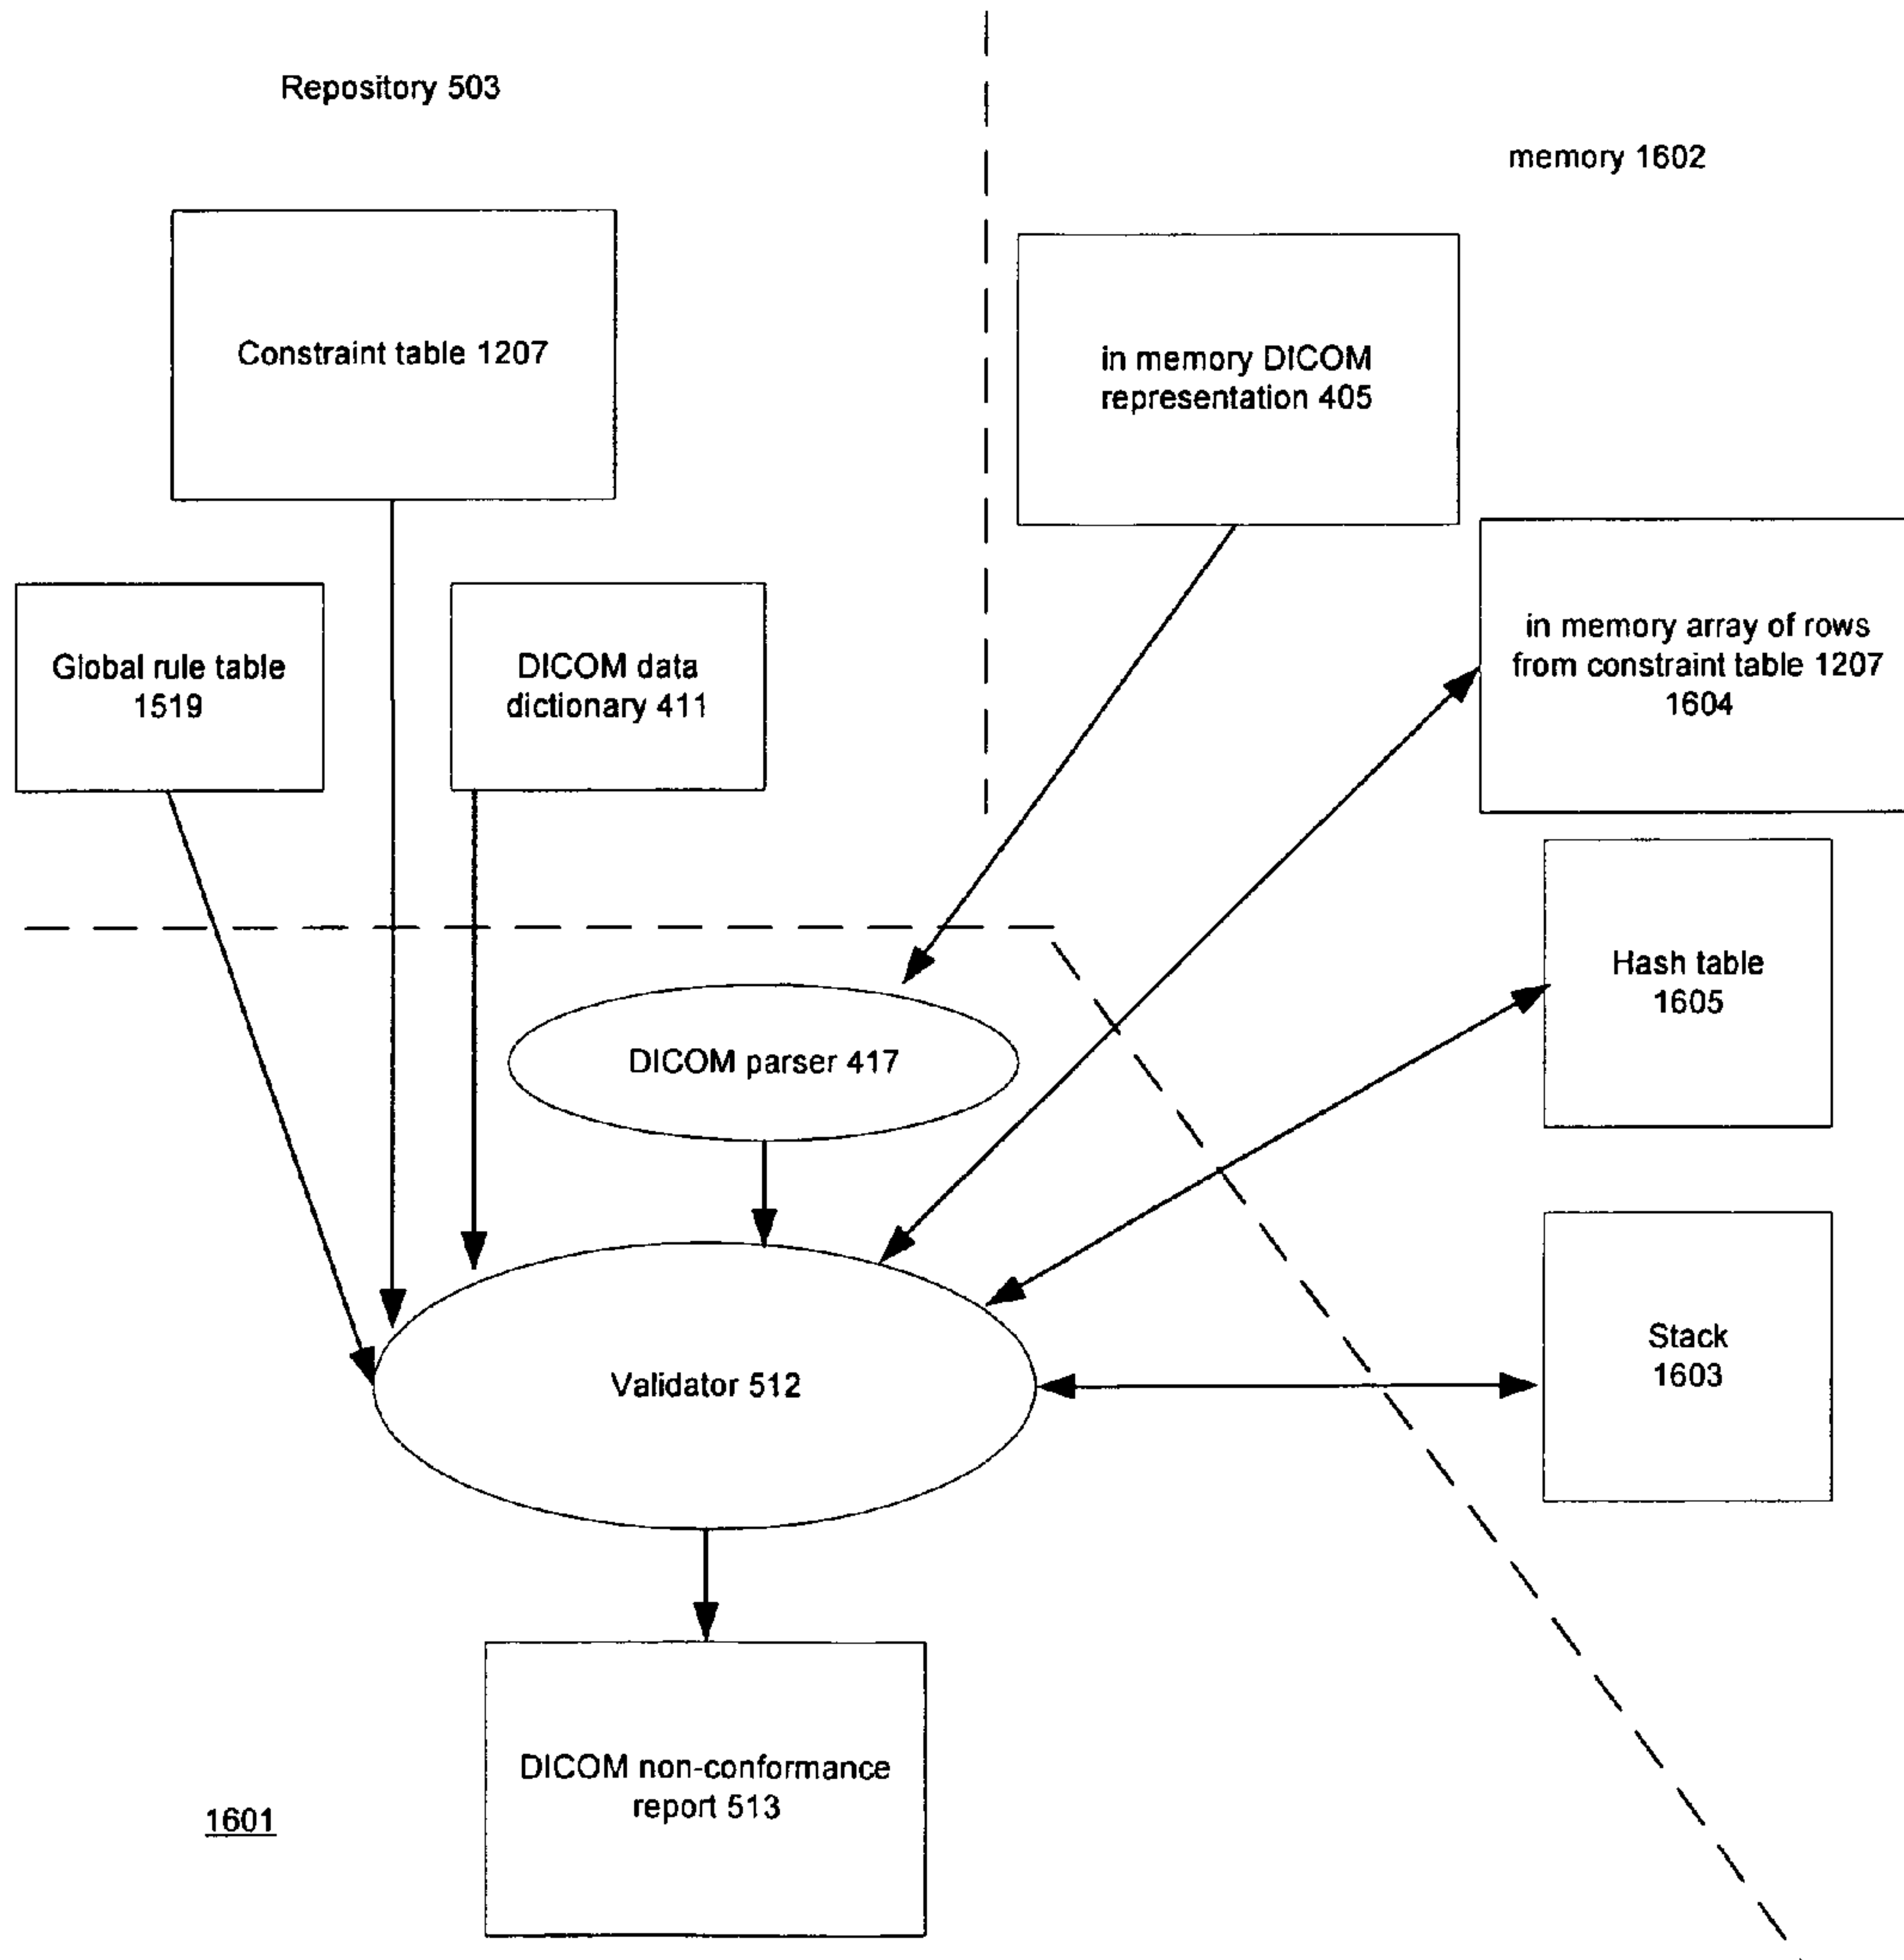 Repository 503
memory 1602
Constraint table 1207
in memory DICOM
representation 405
Global rule table
1519
DICOM data
dictionary 411
in memory array of rows
from constraint table 1207
1604
Hash table
1605
DICOM parser 417
Stack
1603
Validator 512
DICOM non-conformance
report 513
1601